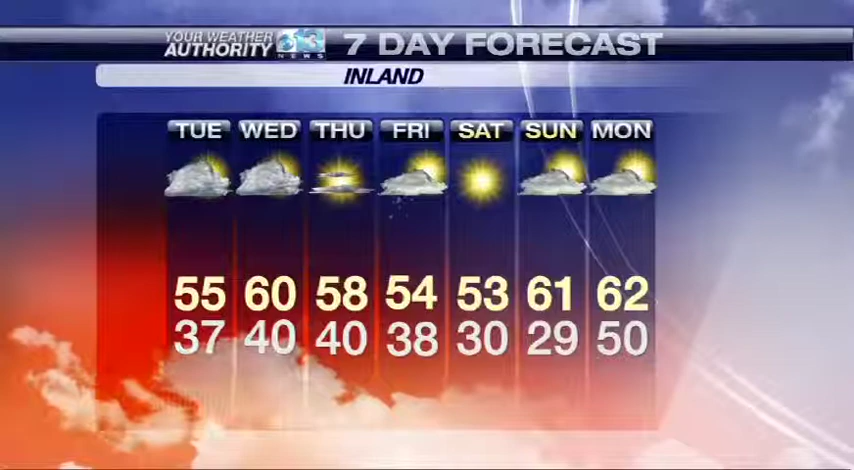 YOUR WEATHER
AUTHORITY
13
NEWS
7 DAY FORECAST
INLAND
TUE WED THU FRI SAT SUN MON
55 60 58 54 53 61 62
37 40 40 38 30 29 50